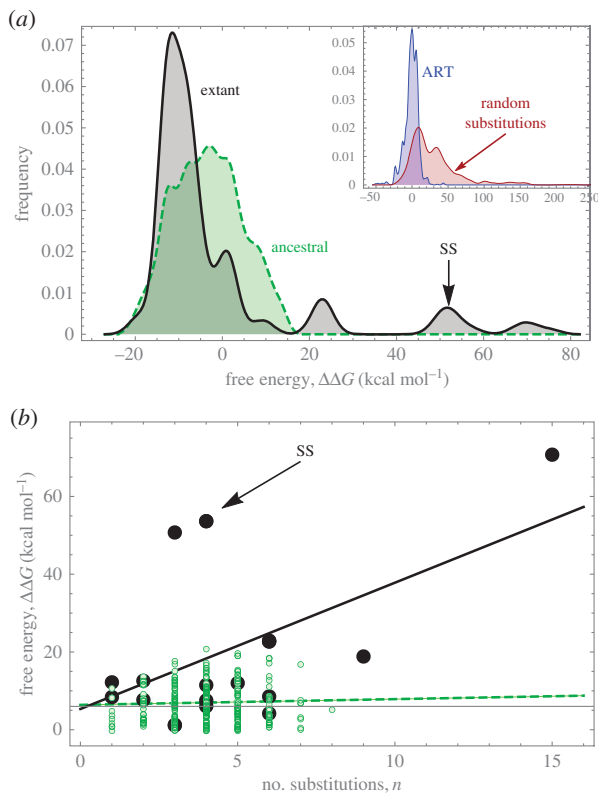 (a)
0.07
0.06
0.05
0.04
0.03
0.02
0.01
0
frequency
extant
ancestral
SS
−20 0 20 40 60 80
free energy, ΔΔG (kcal mol⁻¹)
0.05
0.04
0.03
0.02
0.01
0
ART
random
substitutions
−50 0 50 100 150 200 250
(b)
60
40
20
0
free energy, ΔΔG (kcal mol⁻¹)
SS
0 5 10 15
no. substitutions, n